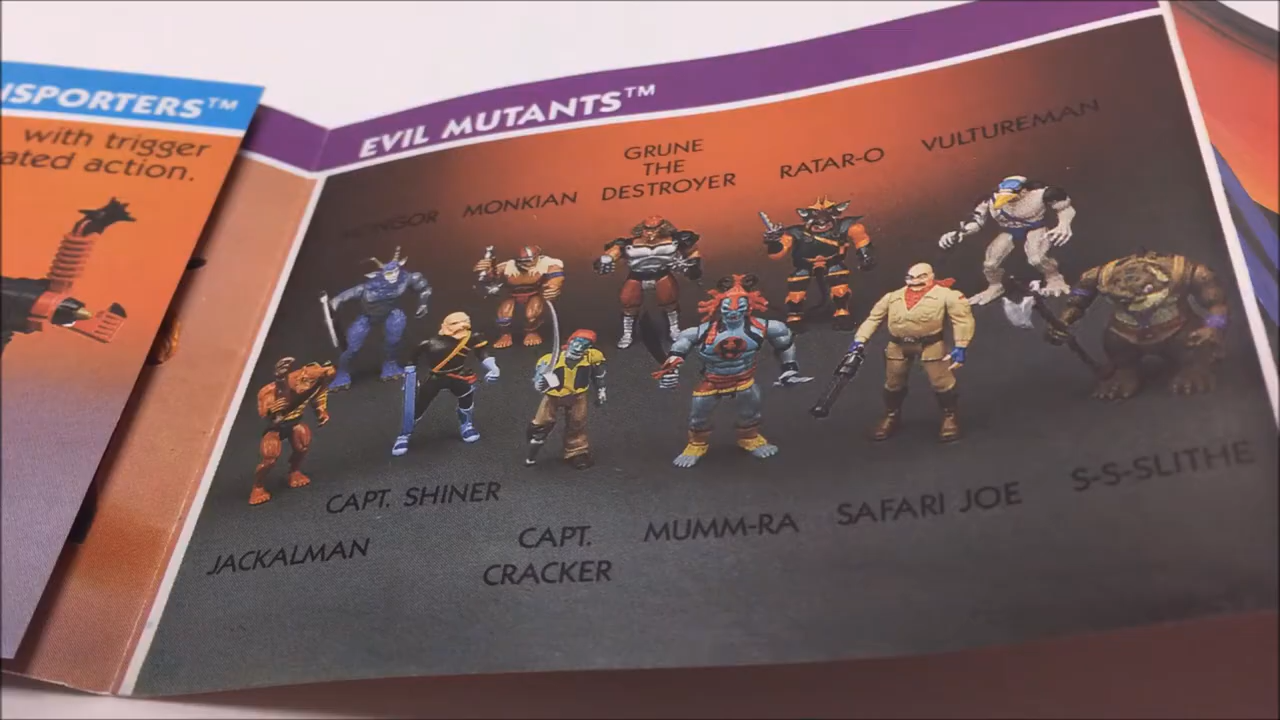 NSPORTERS™
with trigger
ated action.
EVIL MUTANTS™
MONKIAN
GRUNE
THE
DESTROYER
RATAR-O
VULTUREMAN
CAPT. SHINER
JACKALMAN
CAPT.
CRACKER
MUMM-RA
SAFARI JOE
S-S-SLITHE